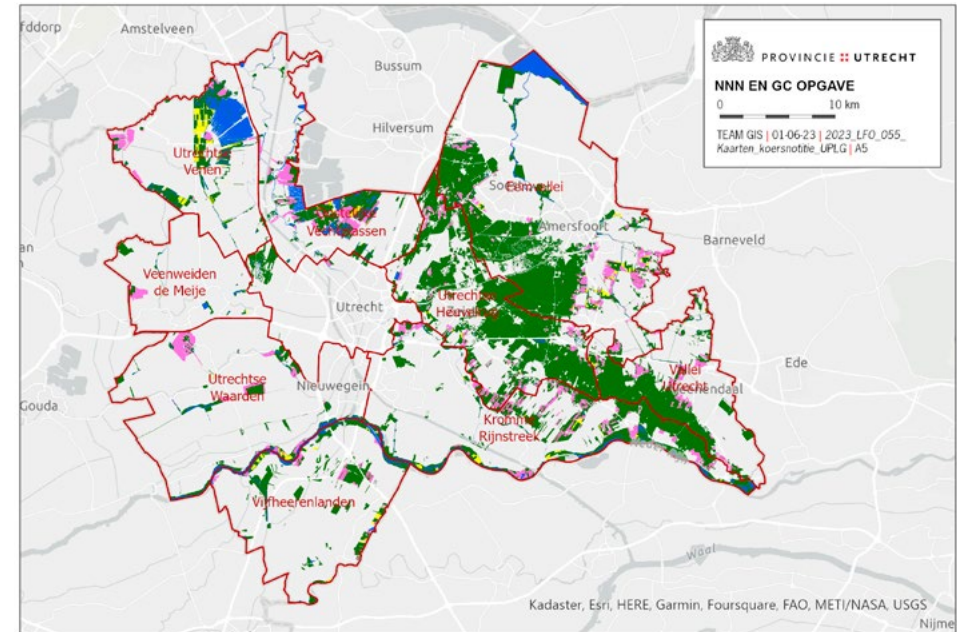 fddorp
Amstelveen
Bussum
Hilversum
PROVINCIE UTRECHT
NNN EN GC OPGAVE
0 10 km
TEAM GIS | 01-06-23 | 2023_LFO_055_
Kaarten_koersnotitie_UPLG | A5
Utrechtse
Venen
Eemvallei
Amersfoort
Barneveld
Veenweiden
de Meije
Utrecht
Utrechtse
Heuvelrug
Ede
Vallei
Utrecht
Utrechtse
Waarden
Nieuwegein
Gouda
Kromme
Rijnstreek
Vijfheerenlanden
Waal
Kadaster, Esri, HERE, Garmin, Foursquare, FAO, METI/NASA, USGS
Nijme